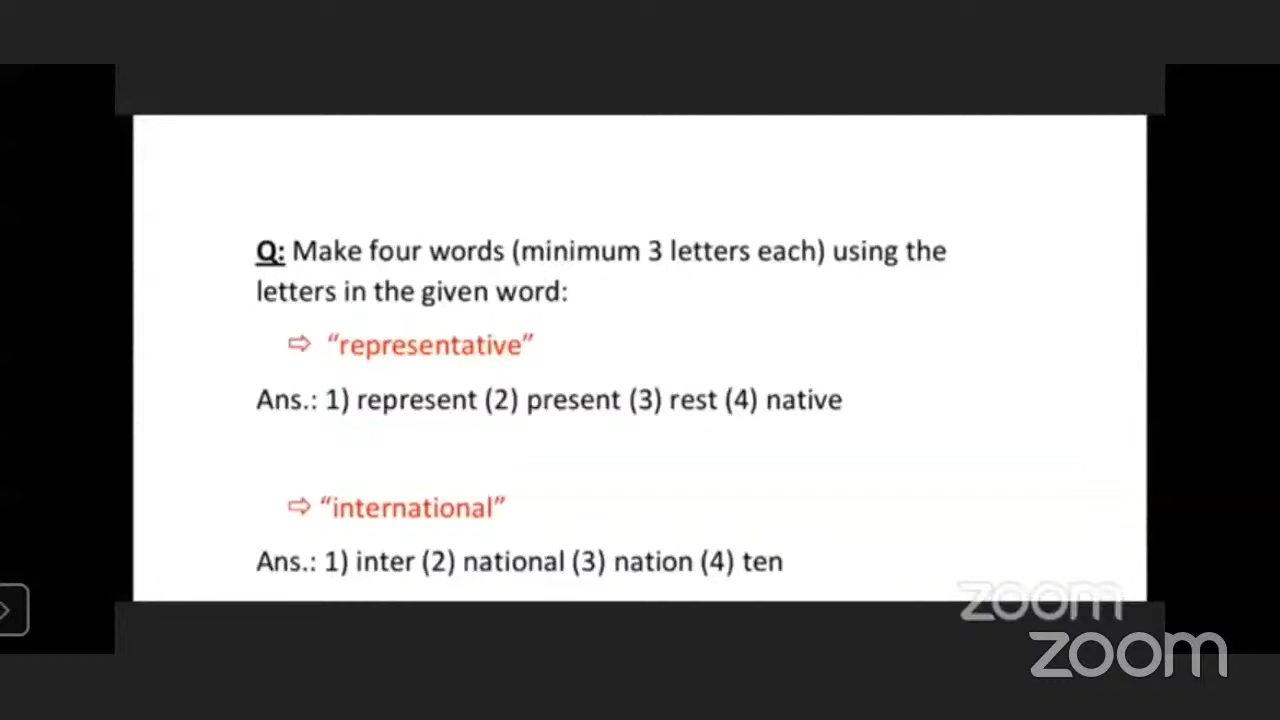 Q: Make four words (minimum 3 letters each) using the
letters in the given word:
⇨ “representative”
Ans.: 1) represent (2) present (3) rest (4) native
⇨ “international”
Ans.: 1) inter (2) national (3) nation (4) ten
zoom
zoom